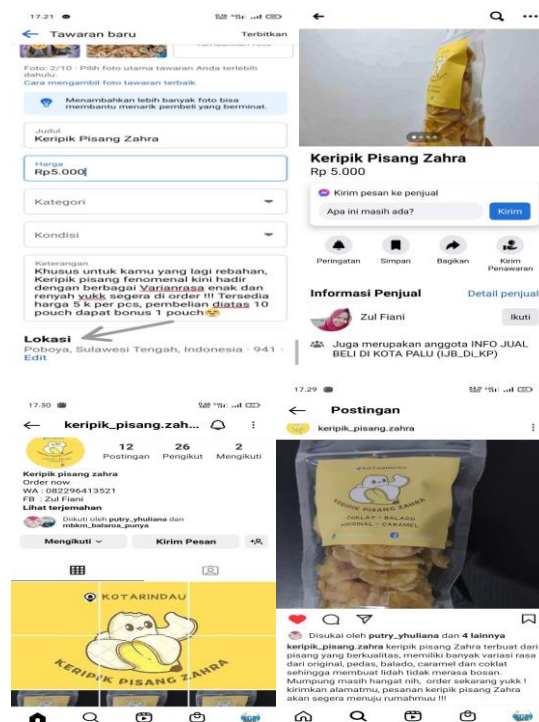 17.21
Tawaran baru
Terbitkan
Foto: 2/10 · Pilih foto utama tawaran Anda terlebih
dahulu.
Cara mengambil foto tawaran terbaik
Menambahkan lebih banyak foto bisa
membantu menarik pembeli yang berminat.
Judul
Keripik Pisang Zahra
Harga
Rp5.000
Kategori
Kondisi
Keterangan
Khusus untuk kamu yang lagi rebahan,
Keripik pisang fenomenal kini hadir
dengan berbagai Varianrasa enak dan
renyah yukk segera di order !!! Tersedia
harga 5 k per pcs, pembelian diatas 10
pouch dapat bonus 1 pouch
Lokasi
Poboya, Sulawesi Tengah, Indonesia · 941 ·
Edit
Keripik Pisang Zahra
Rp 5.000
Kirim pesan ke penjual
Apa ini masih ada?
Kirim
Peringatan
Simpan
Bagikan
Kirim
Penawaran
Informasi Penjual
Detail penjual
Zul Fiani
Ikuti
Juga merupakan anggota INFO JUAL
BELI DI KOTA PALU (IJB_Di_KP)
17.30
keripik_pisang.zah...
12
26
2
Postingan
Pengikut
Mengikuti
Keripik pisang zahra
Order now
WA : 082296413521
FB : Zul Fiani
Lihat terjemahan
Diikuti oleh putry_yhuliana dan
mbkm_balaroa_punya
Mengikuti
Kirim Pesan
KOTARINDAU
KERIPIK PISANG ZAHRA
17.29
Postingan
keripik_pisang.zahra
KOTARINDAU
KERIPIK PISANG ZAHRA
COKLAT - BALADO
ORIGINAL - CARAMEL
Disukai oleh putry_yhuliana dan 4 lainnya
keripik_pisang.zahra keripik pisang Zahra terbuat dari
pisang yang berkualitas, memiliki banyak variasi rasa
dari original, pedas, balado, caramel dan coklat
sehingga membuat lidah tidak merasa bosan.
Mumpung masih hangat nih, order sekarang yukk !
kirimkan alamatmu, pesanan keripik pisang Zahra
akan segera menuju rumahmuu !!!